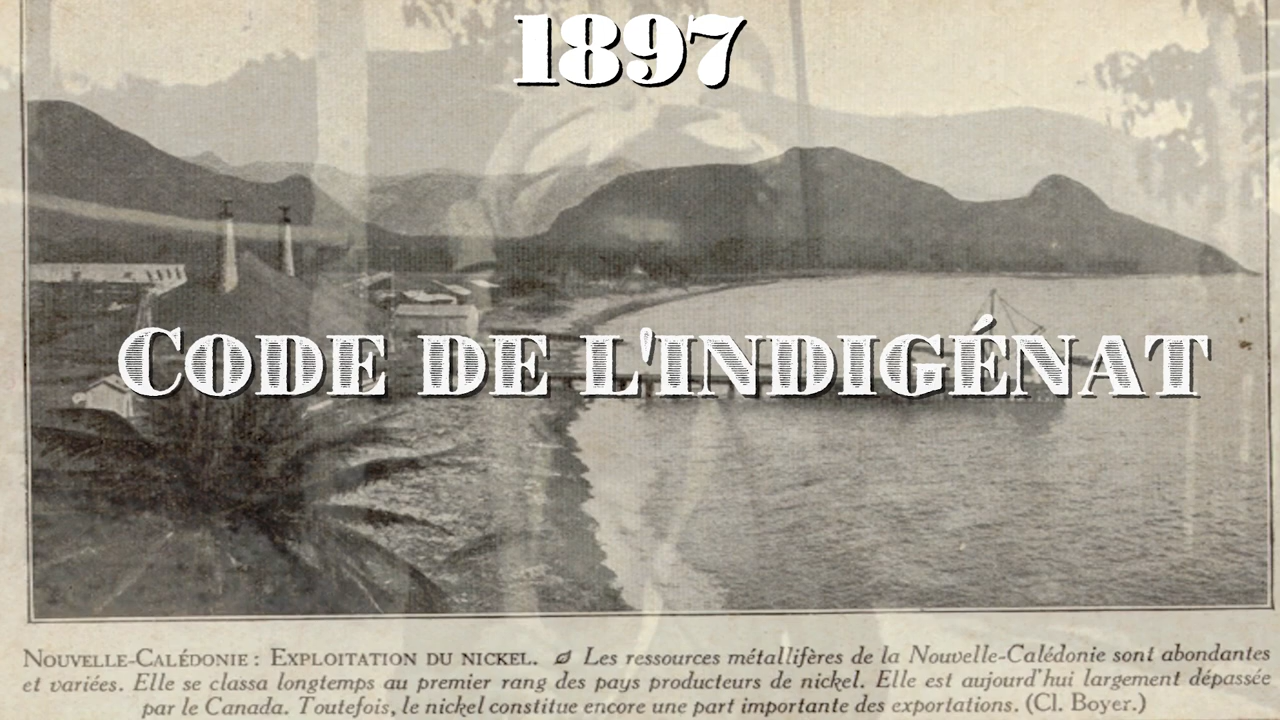 1897
CODE DE L'INDIGÉNAT
NOUVELLE-CALÉDONIE : EXPLOITATION DU NICKEL. Les ressources métallifères de la Nouvelle-Calédonie sont abondantes
et variées. Elle se classa longtemps au premier rang des pays producteurs de nickel. Elle est aujourd'hui largement dépassée
par le Canada. Toutefois, le nickel constitue encore une part importante des exportations. (Cl. Boyer.)